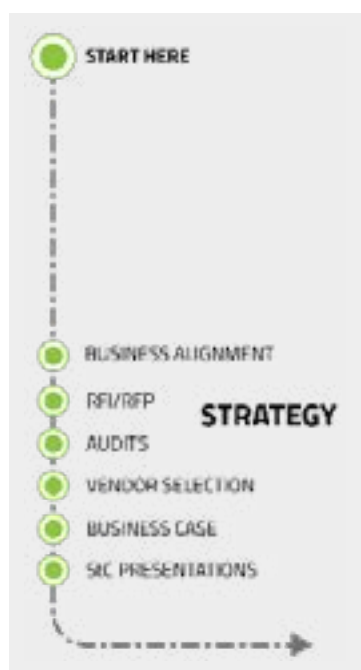 START HERE
BUSINESS ALIGNMENT
RFI/RFP
STRATEGY
AUDITS
VENDOR SELECTION
BUSINESS CASE
PRESENTATIONS